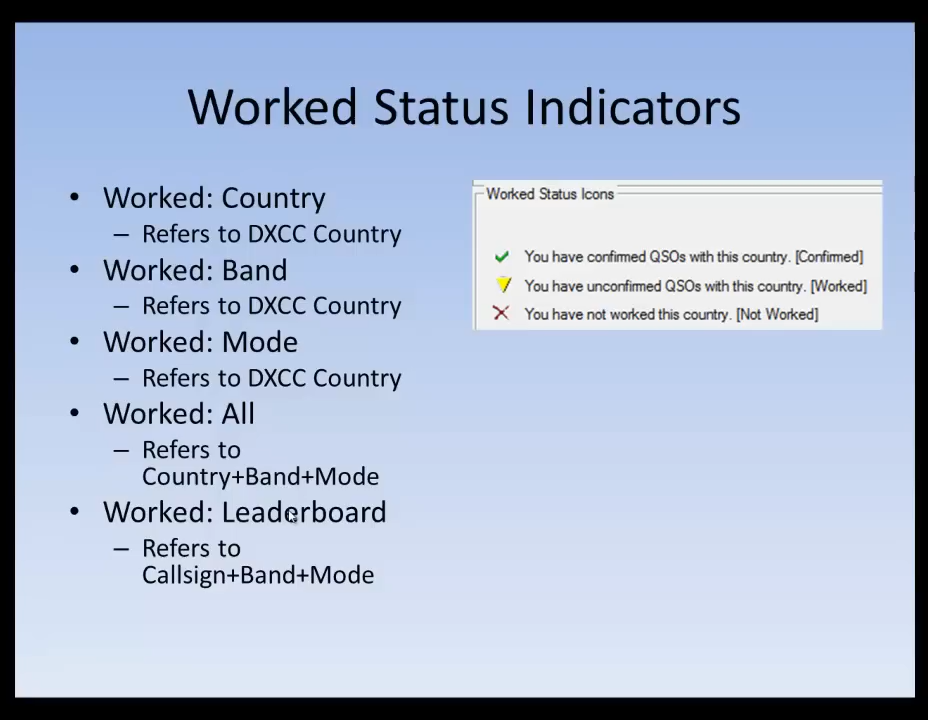 Worked Status Indicators
• Worked: Country
– Refers to DXCC Country
• Worked: Band
– Refers to DXCC Country
• Worked: Mode
– Refers to DXCC Country
• Worked: All
– Refers to
Country+Band+Mode
• Worked: Leaderboard
– Refers to
Callsign+Band+Mode
Worked Status Icons
You have confirmed QSOs with this country. [Confirmed]
You have unconfirmed QSOs with this country. [Worked]
You have not worked this country. [Not Worked]